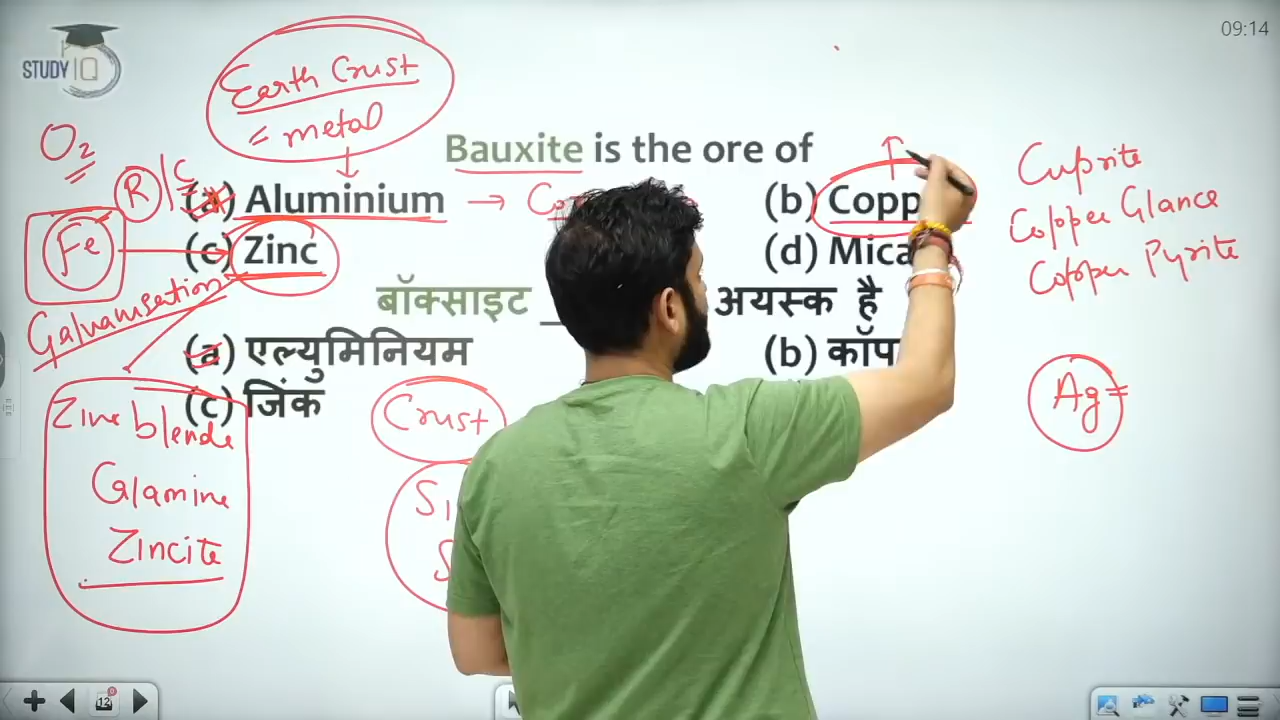 STUDY IQ
09:14
Earth Crust
= metal
O2
Bauxite is the ore of
R/C
(a) Aluminium →
(b) Copp
Cuprite
Copper Glance
Copper Pyrite
Fe
(c) Zinc
(d) Mica
Galvanisation
बॉक्साइट _ अयस्क है
(a) एल्युमिनियम
(b) कॉप
(c) जिंक
Zinc blende
Glamine
Zincite
Crust
Ag =
12